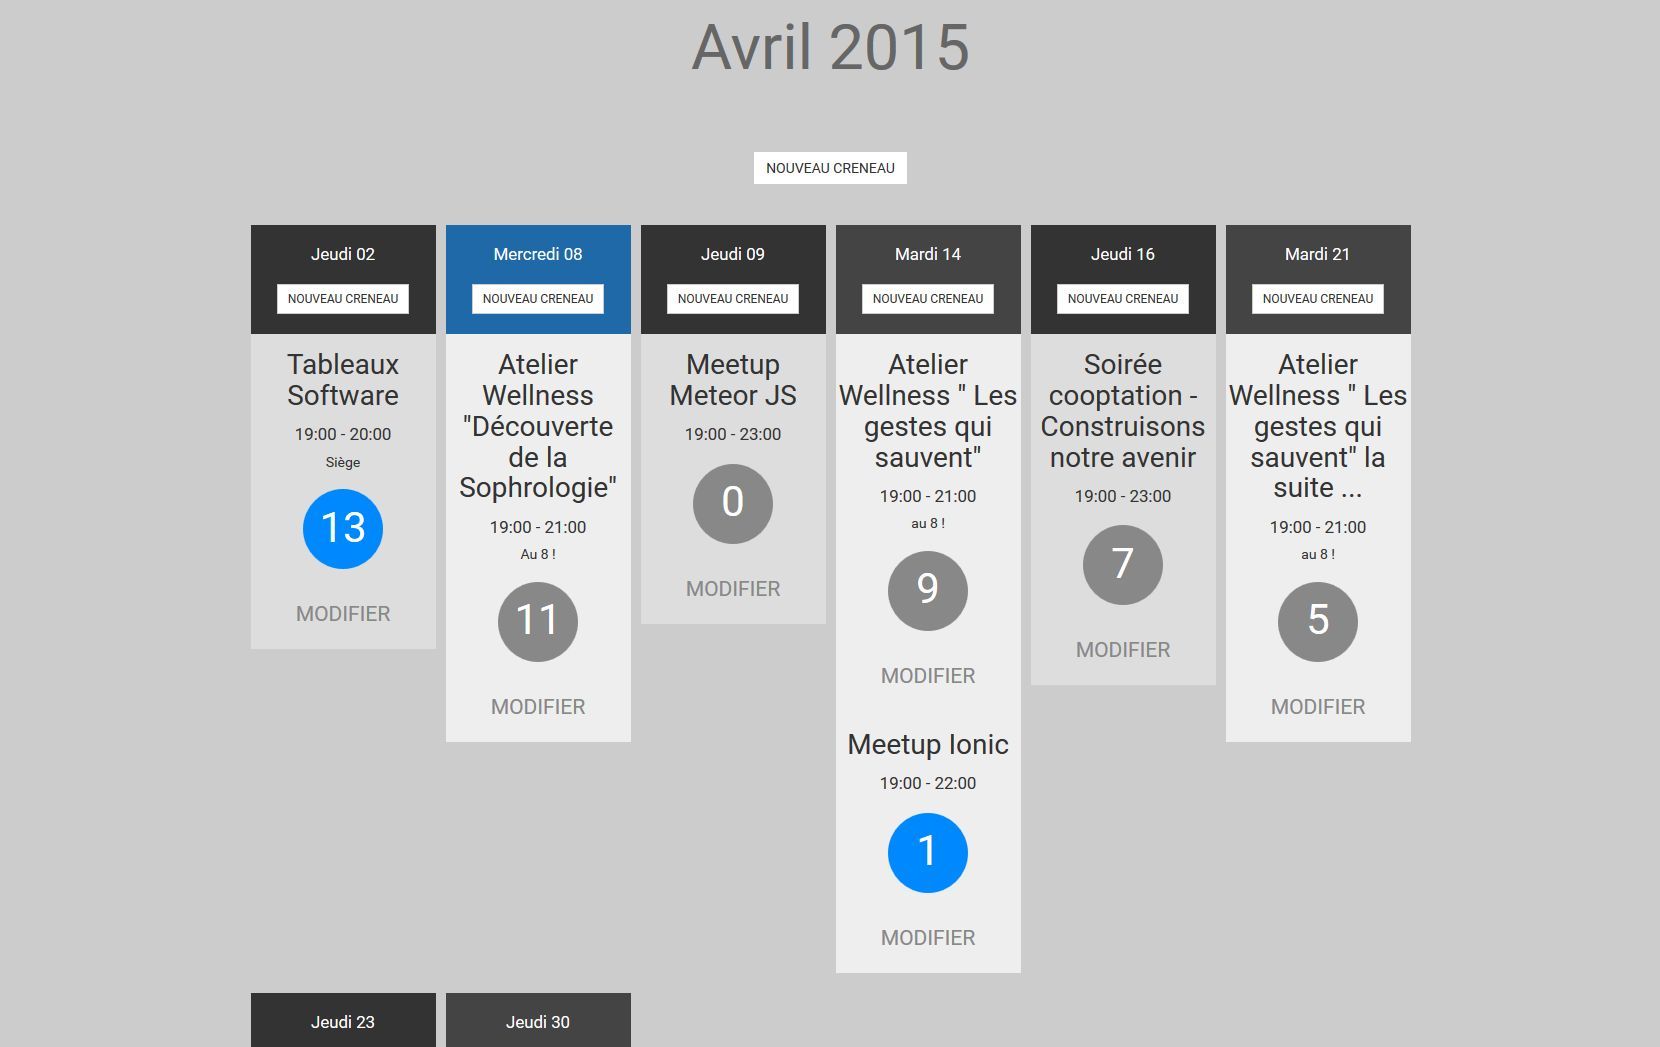 Avril 2015
NOUVEAU CRENEAU
Jeudi 02
NOUVEAU CRENEAU
Tableaux
Software
19:00 - 20:00
Siège
13
MODIFIER
Mercredi 08
NOUVEAU CRENEAU
Atelier
Wellness
"Découverte
de la
Sophrologie"
19:00 - 21:00
Au 8 !
11
MODIFIER
Jeudi 09
NOUVEAU CRENEAU
Meetup
Meteor JS
19:00 - 23:00
0
MODIFIER
Mardi 14
NOUVEAU CRENEAU
Atelier
Wellness " Les
gestes qui
sauvent"
19:00 - 21:00
au 8 !
9
MODIFIER
Meetup Ionic
19:00 - 22:00
1
MODIFIER
Jeudi 16
NOUVEAU CRENEAU
Soirée
cooptation -
Construisons
notre avenir
19:00 - 23:00
7
MODIFIER
Mardi 21
NOUVEAU CRENEAU
Atelier
Wellness " Les
gestes qui
sauvent" la
suite ...
19:00 - 21:00
au 8 !
5
MODIFIER
Jeudi 23
Jeudi 30